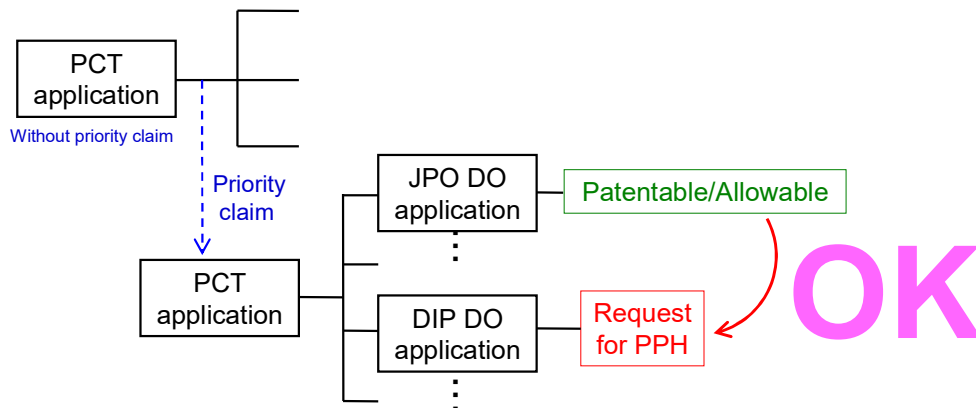 PCT
application
Without priority claim
Priority
claim
JPO DO
application
Patentable/Allowable
OK
PCT
application
DIP DO
application
Request
for PPH